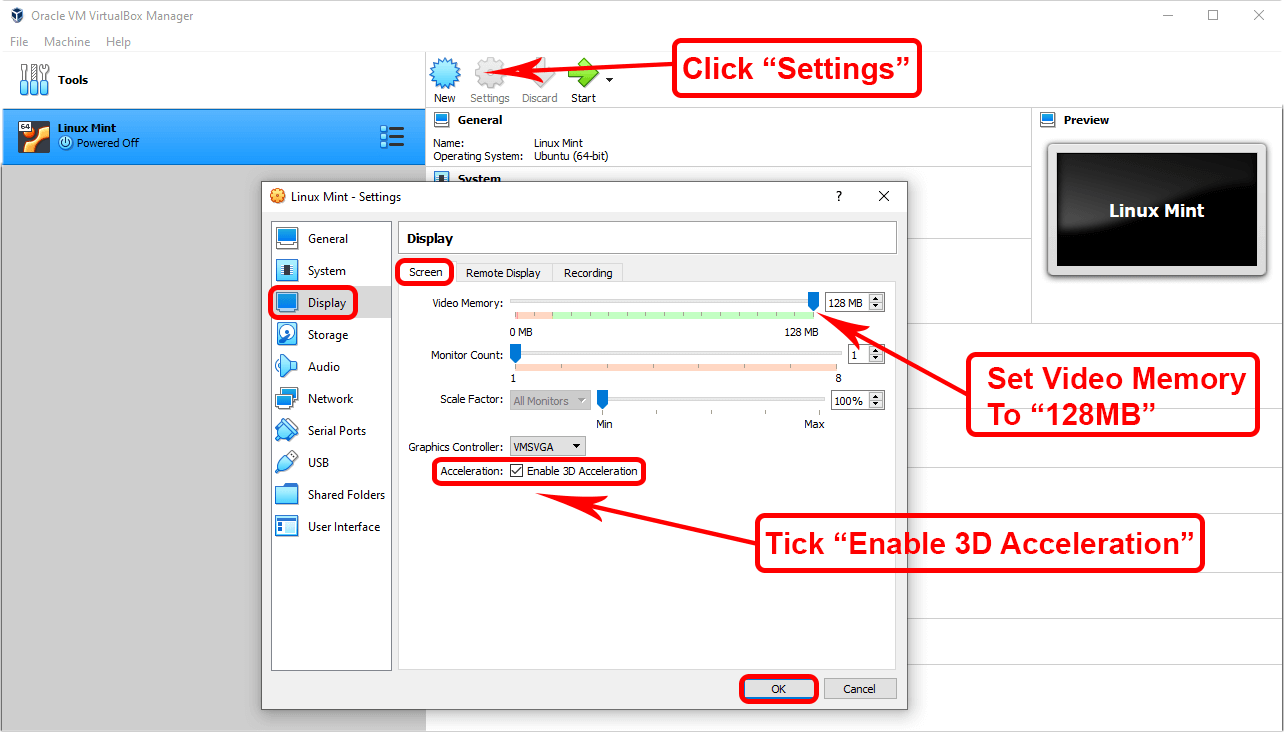 Oracle VM VirtualBox Manager
File Machine Help
Tools
New Settings Discard Start
Click “Settings”
64
Linux Mint
Powered Off
General
Name: Linux Mint
Operating System: Ubuntu (64-bit)
System
Preview
Linux Mint
Linux Mint - Settings
?
General
System
Display
Storage
Audio
Network
Serial Ports
USB
Shared Folders
User Interface
Display
Screen Remote Display Recording
Video Memory: 128 MB
0 MB 128 MB
Monitor Count: 1
1 8
Scale Factor: All Monitors 100%
Min Max
Graphics Controller: VMSVGA
Acceleration: Enable 3D Acceleration
Set Video Memory
To “128MB”
Tick “Enable 3D Acceleration”
OK Cancel